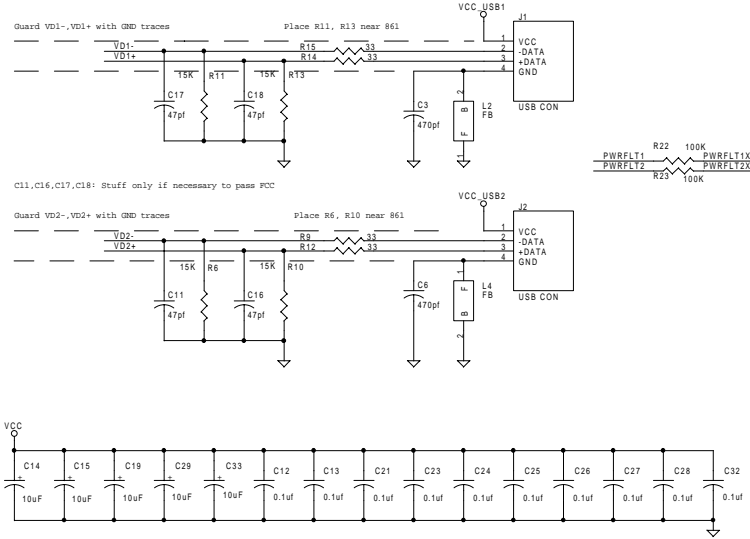 VCC_USB1
J1
Guard VD1-,VD1+ with GND traces
Place R11, R13 near 861
1 VCC
VD1- R15 33 2 -DATA
VD1+ R14 33 3 +DATA
4 GND
15K R11 15K R13
USB CON
C17
47pf
C18
47pf
C3
470pf
2 B F 1
L2
FB
R22 100K
PWRFLT1 PWRFLT1X
PWRFLT2 PWRFLT2X
R23 100K
C11,C16,C17,C18: Stuff only if necessary to pass FCC
VCC_USB2
J2
Guard VD2-,VD2+ with GND traces
Place R6, R10 near 861
1 VCC
VD2- R9 33 2 -DATA
VD2+ R12 33 3 +DATA
4 GND
15K R6 15K R10
USB CON
C11
47pf
C16
47pf
C6
470pf
1 F B 2
L4
FB
VCC
C14 C15 C19 C29 C33 C12 C13 C21 C23 C24 C25 C26 C27 C28 C32
+ + + + +
10uF 10uF 10uF 10uF 10uF 0.1uf 0.1uf 0.1uf 0.1uf 0.1uf 0.1uf 0.1uf 0.1uf 0.1uf 0.1uf